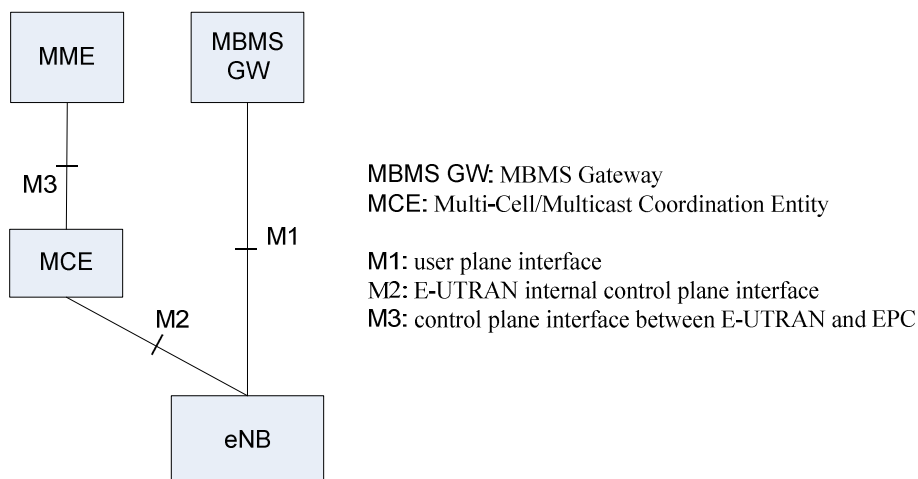 MME
MBMS
GW
M3
M1
MCE
M2
eNB
MBMS GW: MBMS Gateway
MCE: Multi-Cell/Multicast Coordination Entity
M1: user plane interface
M2: E-UTRAN internal control plane interface
M3: control plane interface between E-UTRAN and EPC